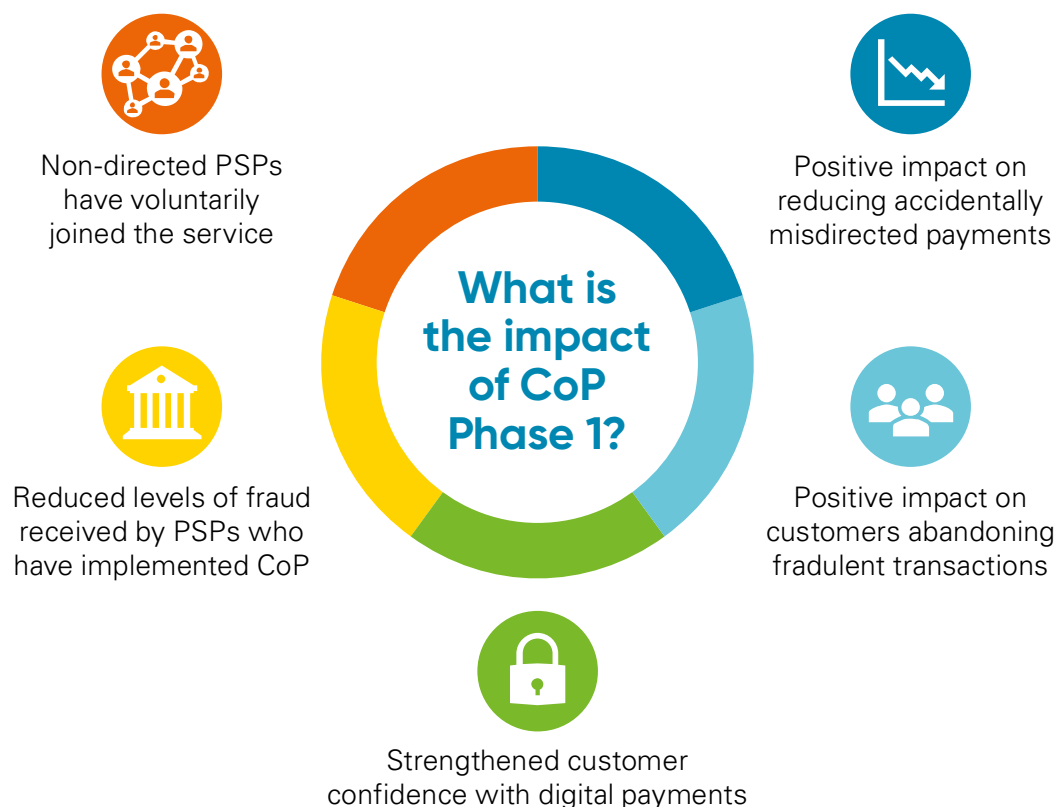 What is
the impact
of CoP
Phase 1?
Positive impact on
reducing accidentally
misdirected payments
Positive impact on
customers abandoning
fradulent transactions
Strengthened customer
confidence with digital payments
Reduced levels of fraud
received by PSPs who
have implemented CoP
Non-directed PSPs
have voluntarily
joined the service